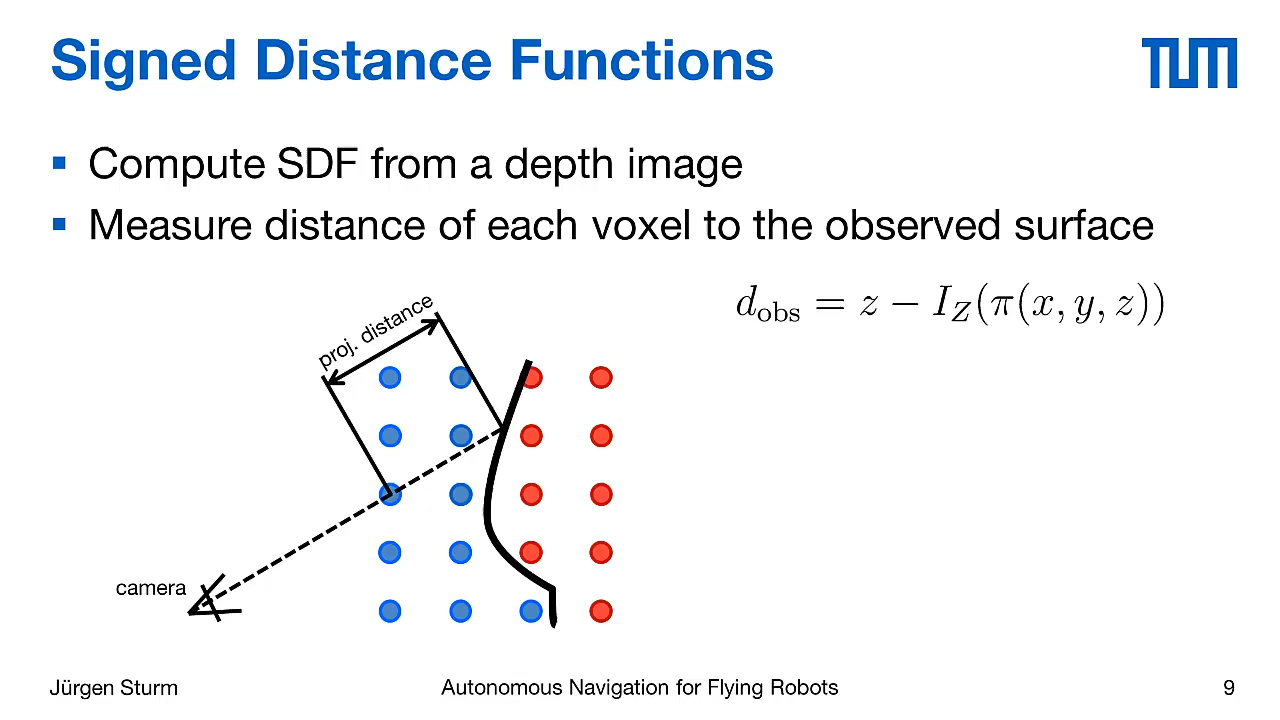 Signed Distance Functions
TUM
Compute SDF from a depth image
Measure distance of each voxel to the observed surface
d_obs = z − I_Z(π(x, y, z))
proj. distance
camera
Jürgen Sturm
Autonomous Navigation for Flying Robots
9